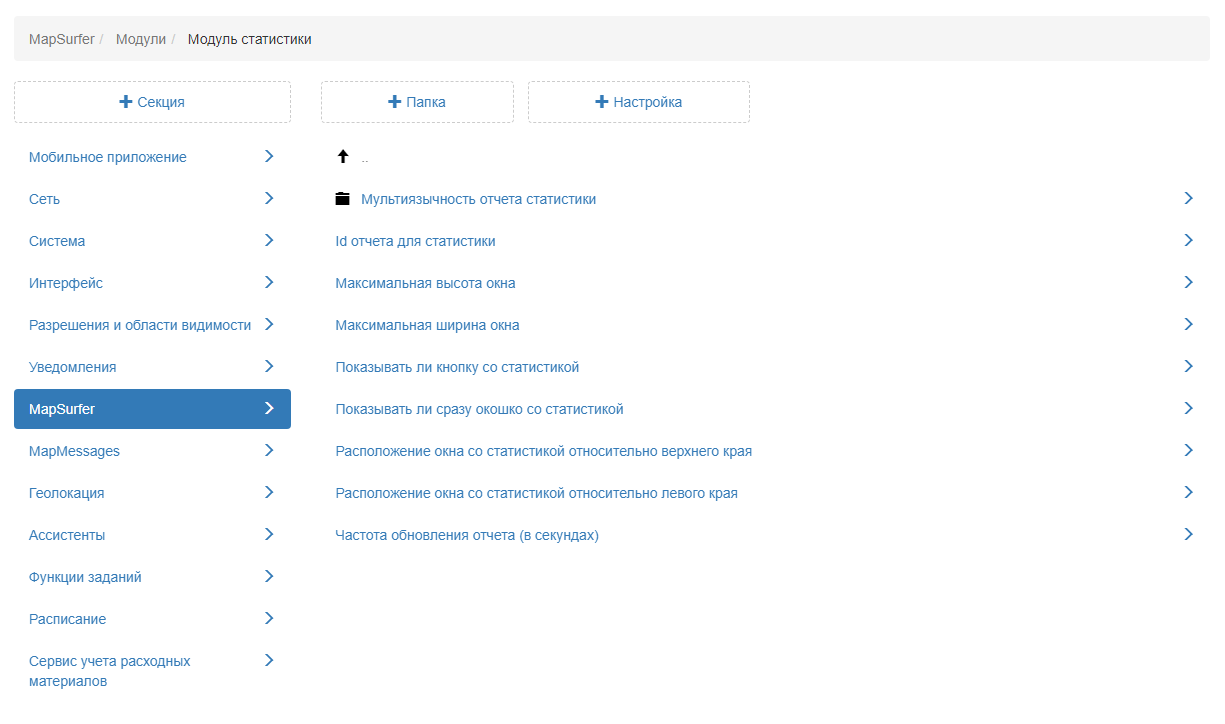 MapSurfer / Модули / Модуль статистики
Секция
Папка
Настройка
Мобильное приложение
Сеть
Система
Интерфейс
Разрешения и области видимости
Уведомления
MapSurfer
MapMessages
Геолокация
Ассистенты
Функции заданий
Расписание
Сервис учета расходных
материалов
..
Мультиязычность отчета статистики
Id отчета для статистики
Максимальная высота окна
Максимальная ширина окна
Показывать ли кнопку со статистикой
Показывать ли сразу окошко со статистикой
Расположение окна со статистикой относительно верхнего края
Расположение окна со статистикой относительно левого края
Частота обновления отчета (в секундах)